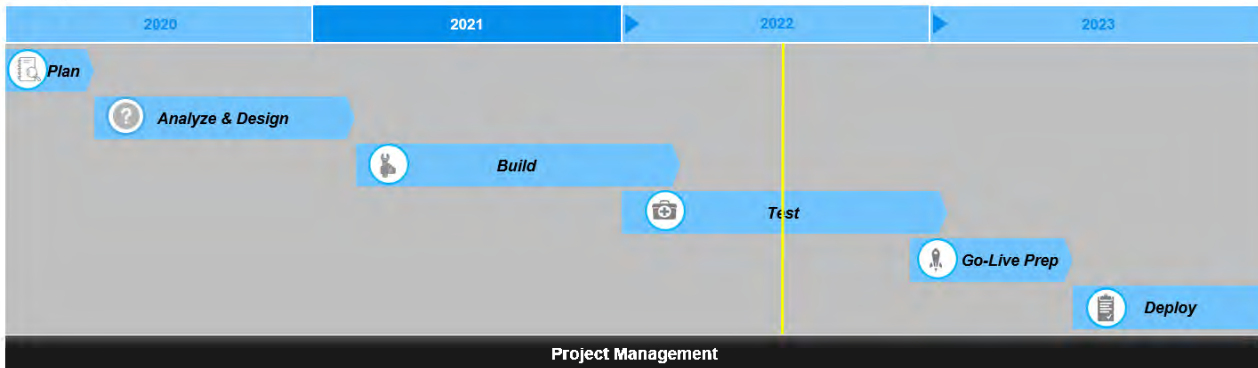 2020 2021 2022 2023
Plan
? Analyze & Design
Build
Test
Go-Live Prep
Deploy
Project Management